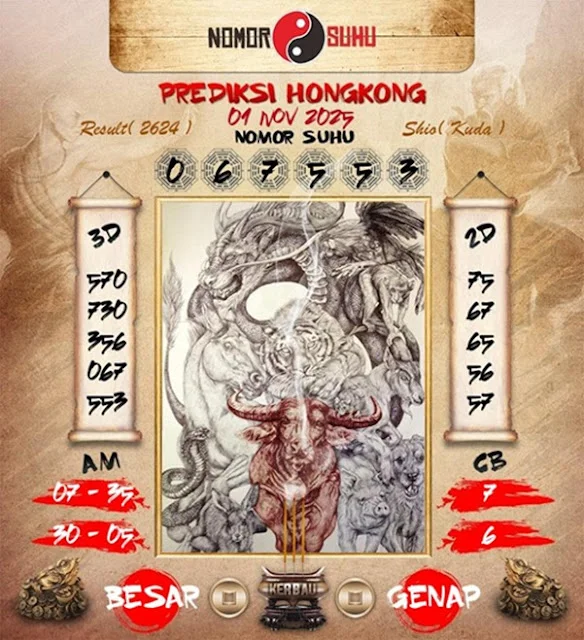 NOMOR SUHU
PREDIKSI HONGKONG
01 NOV 2025
Result( 2624 )
NOMOR SUHU
Shio( Kuda )
0 6 7 5 5 3
3D
570
730
356
067
553
2D
75
67
65
56
57
AM
07 - 35
30 - 05
CB
7
6
BESAR
KERBAU
GENAP